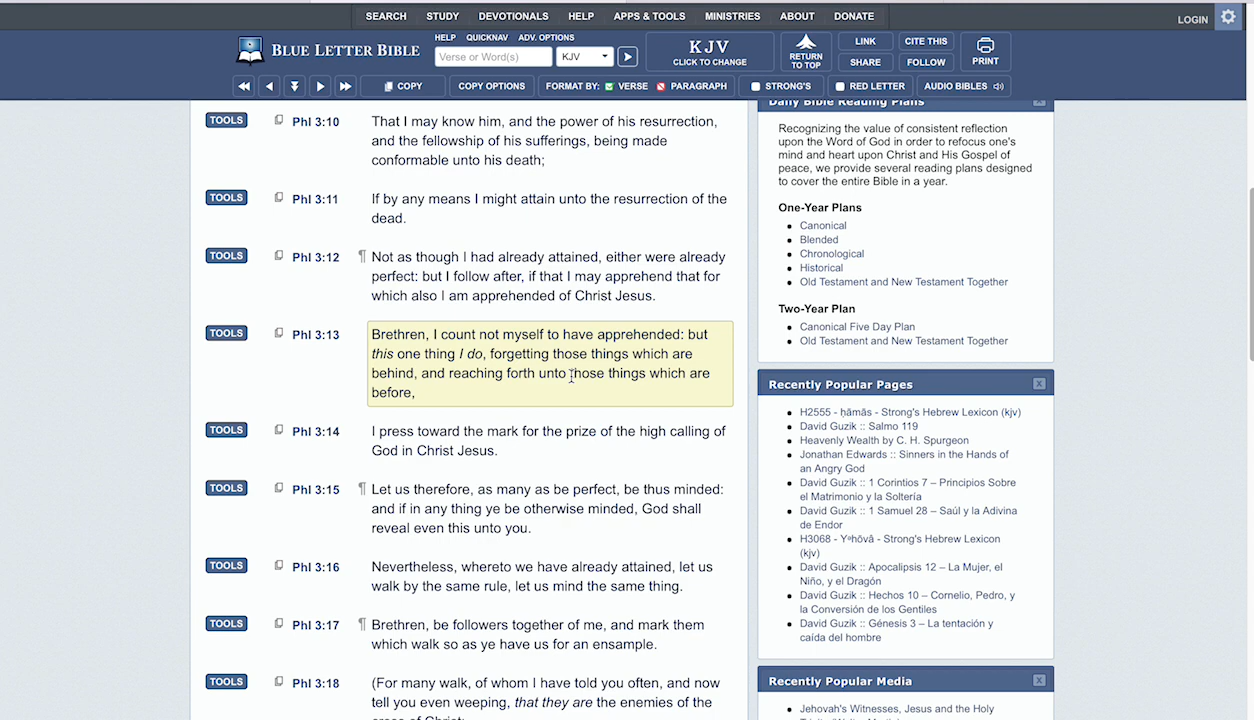 SEARCH STUDY DEVOTIONALS HELP APPS & TOOLS MINISTRIES ABOUT DONATE LOGIN
BLUE LETTER BIBLE
HELP QUICKNAV ADV. OPTIONS
Verse or Word(s) KJV
KJV
CLICK TO CHANGE
RETURN
TO TOP
LINK CITE THIS
SHARE FOLLOW
PRINT
COPY COPY OPTIONS FORMAT BY: VERSE PARAGRAPH STRONG'S RED LETTER AUDIO BIBLES
TOOLS Phl 3:10 That I may know him, and the power of his resurrection,
and the fellowship of his sufferings, being made
conformable unto his death;
TOOLS Phl 3:11 If by any means I might attain unto the resurrection of the
dead.
TOOLS Phl 3:12 ¶ Not as though I had already attained, either were already
perfect: but I follow after, if that I may apprehend that for
which also I am apprehended of Christ Jesus.
TOOLS Phl 3:13 Brethren, I count not myself to have apprehended: but
this one thing I do, forgetting those things which are
behind, and reaching forth unto those things which are
before,
TOOLS Phl 3:14 I press toward the mark for the prize of the high calling of
God in Christ Jesus.
TOOLS Phl 3:15 ¶ Let us therefore, as many as be perfect, be thus minded:
and if in any thing ye be otherwise minded, God shall
reveal even this unto you.
TOOLS Phl 3:16 Nevertheless, whereto we have already attained, let us
walk by the same rule, let us mind the same thing.
TOOLS Phl 3:17 ¶ Brethren, be followers together of me, and mark them
which walk so as ye have us for an ensample.
TOOLS Phl 3:18 (For many walk, of whom I have told you often, and now
tell you even weeping, that they are the enemies of the
cross of Christ:
Daily Bible Reading Plans
Recognizing the value of consistent reflection
upon the Word of God in order to refocus one's
mind and heart upon Christ and His Gospel of
peace, we provide several reading plans designed
to cover the entire Bible in a year.
One-Year Plans
Canonical
Blended
Chronological
Historical
Old Testament and New Testament Together
Two-Year Plan
Canonical Five Day Plan
Old Testament and New Testament Together
Recently Popular Pages X
H2555 - ḥāmās - Strong's Hebrew Lexicon (kjv)
David Guzik :: Salmo 119
Heavenly Wealth by C. H. Spurgeon
Jonathan Edwards :: Sinners in the Hands of
an Angry God
David Guzik :: 1 Corintios 7 – Principios Sobre
el Matrimonio y la Soltería
David Guzik :: 1 Samuel 28 – Saúl y la Adivina
de Endor
H3068 - Yᵊhōvâ - Strong's Hebrew Lexicon
(kjv)
David Guzik :: Apocalipsis 12 – La Mujer, el
Niño, y el Dragón
David Guzik :: Hechos 10 – Cornelio, Pedro, y
la Conversión de los Gentiles
David Guzik :: Génesis 3 – La tentación y
caída del hombre
Recently Popular Media X
Jehovah's Witnesses, Jesus and the Holy